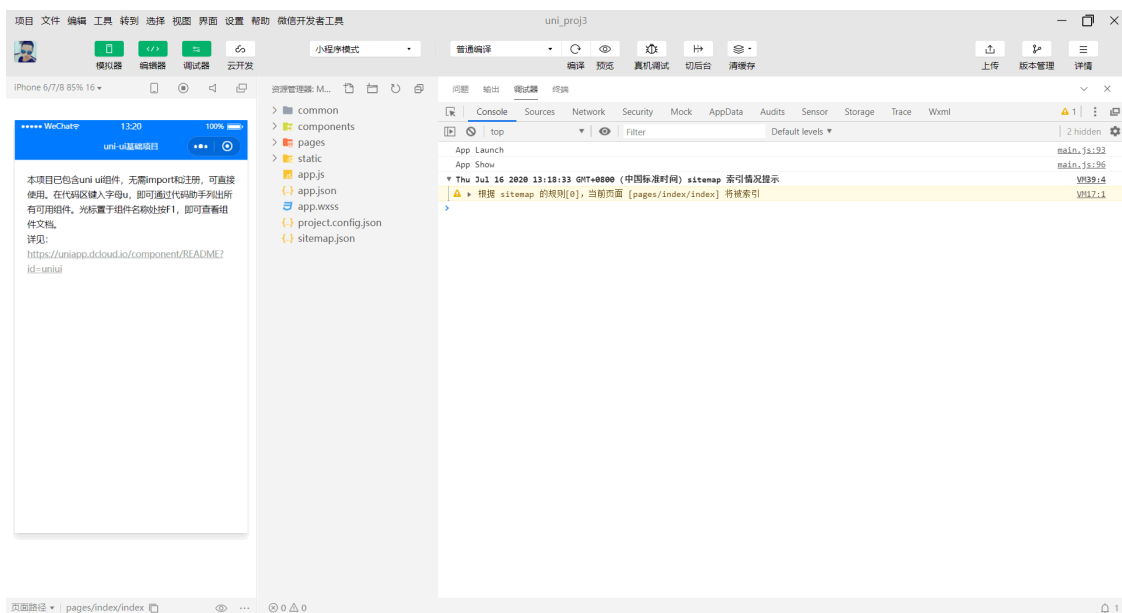 项目 文件 编辑 工具 转到 选择 视图 界面 设置 帮助 微信开发者工具
uni_proj3
模拟器 编辑器 调试器 云开发
小程序模式
普通编译
编译 预览 真机调试 切后台 清缓存
上传 版本管理 详情
iPhone 6/7/8 85% 16
WeChat 13:20 100%
uni-ui基础项目
本项目已包含uni ui组件，无需import和注册，可直接
使用。在代码区键入字母u，即可通过代码助手列出所
有可用组件。光标置于组件名称处按F1，即可查看组
件文档。
详见：
https://uniapp.dcloud.io/component/README?
id=uniui
页面路径 pages/index/index
资源管理器: M...
common
components
pages
static
app.js
app.json
app.wxss
project.config.json
sitemap.json
0 0
问题 输出 调试器 终端
Console Sources Network Security Mock AppData Audits Sensor Storage Trace Wxml 1
top Filter Default levels 2 hidden
App Launch main.js:93
App Show main.js:96
Thu Jul 16 2020 13:18:33 GMT+0800 (中国标准时间) sitemap 索引情况提示 VM39:4
根据 sitemap 的规则[0]，当前页面 [pages/index/index] 将被索引 VM17:1
1